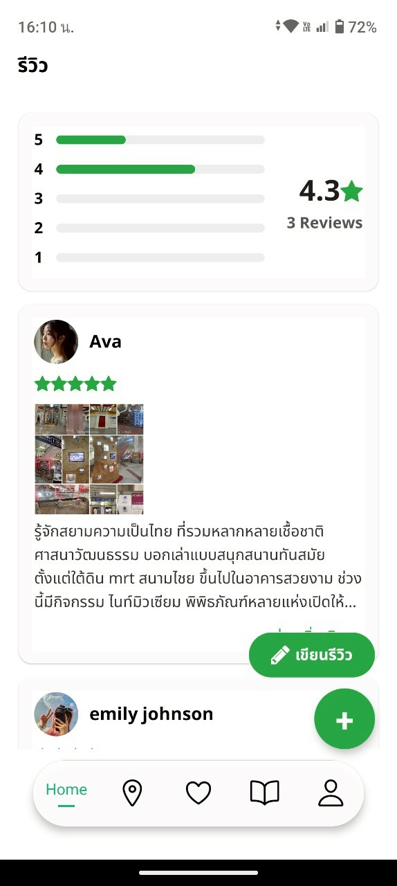 16:10 น.
72%
รีวิว
5
4
3
2
1
4.3
3 Reviews
Ava
รู้จักสยามความเป็นไทย ที่รวมหลากหลายเชื้อชาติ
ศาสนาวัฒนธรรม บอกเล่าแบบสนุกสนานทันสมัย
ตั้งแต่ใต้ดิน mrt สนามไชย ขึ้นไปในอาคารสวยงาม ช่วง
นี้มีกิจกรรม ไนท์มิวเซียม พิพิธภัณฑ์หลายแห่งเปิดให้...
เขียนรีวิว
emily johnson
+
Home